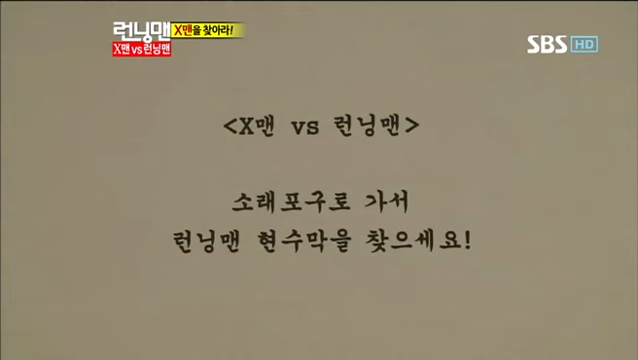 런닝맨 X맨을 찾아라!
X맨 vs 런닝맨
SBS HD
<X맨 vs 런닝맨>
소래포구로 가서
런닝맨 현수막을 찾으세요!